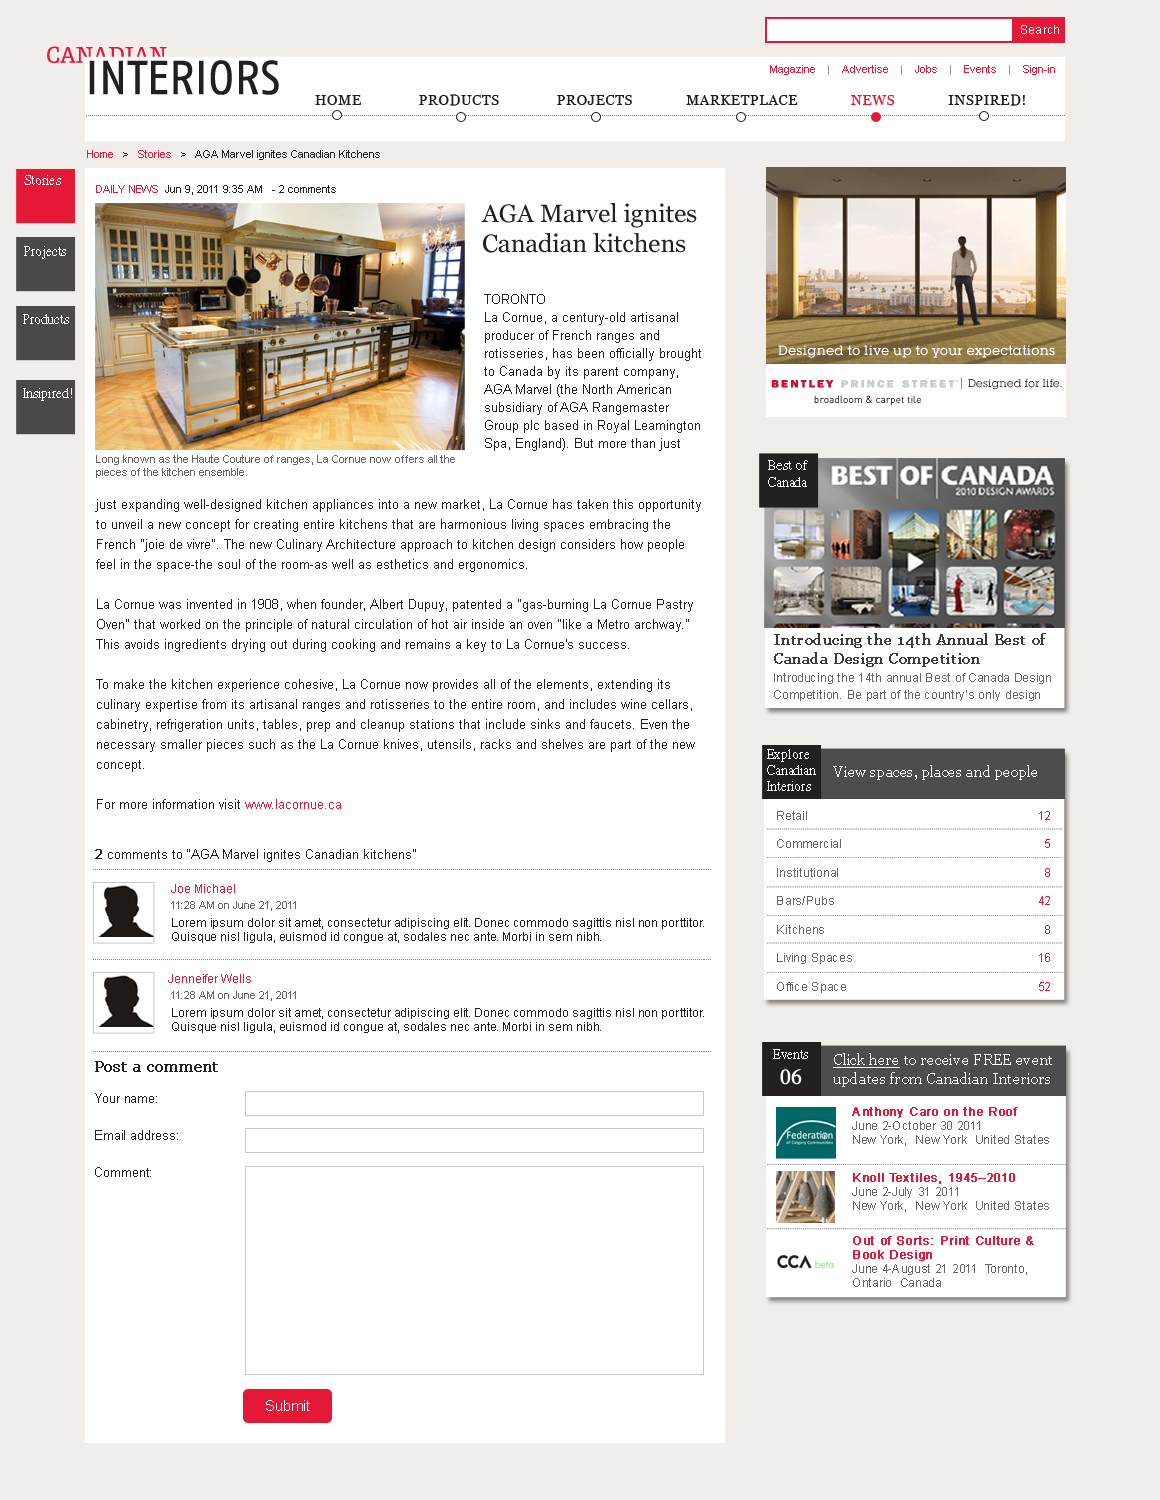 Search
CANADIAN
INTERIORS
Magazine | Advertise | Jobs | Events | Sign-in
HOME PRODUCTS PROJECTS MARKETPLACE NEWS INSPIRED!
Home > Stories > AGA Marvel ignites Canadian Kitchens
Stories
Projects
Products
Insipired!
DAILY NEWS Jun 9, 2011 9:35 AM - 2 comments
AGA Marvel ignites
Canadian kitchens
TORONTO
La Cornue, a century-old artisanal
producer of French ranges and
rotisseries, has been officially brought
to Canada by its parent company,
AGA Marvel (the North American
subsidiary of AGA Rangemaster
Group plc based in Royal Leamington
Spa, England). But more than just
Long known as the Haute Couture of ranges, La Cornue now offers all the
pieces of the kitchen ensemble.
just expanding well-designed kitchen appliances into a new market, La Cornue has taken this opportunity
to unveil a new concept for creating entire kitchens that are harmonious living spaces embracing the
French "joie de vivre". The new Culinary Architecture approach to kitchen design considers how people
feel in the space-the soul of the room-as well as esthetics and ergonomics.
La Cornue was invented in 1908, when founder, Albert Dupuy, patented a "gas-burning La Cornue Pastry
Oven" that worked on the principle of natural circulation of hot air inside an oven "like a Metro archway."
This avoids ingredients drying out during cooking and remains a key to La Cornue's success.
To make the kitchen experience cohesive, La Cornue now provides all of the elements, extending its
culinary expertise from its artisanal ranges and rotisseries to the entire room, and includes wine cellars,
cabinetry, refrigeration units, tables, prep and cleanup stations that include sinks and faucets. Even the
necessary smaller pieces such as the La Cornue knives, utensils, racks and shelves are part of the new
concept.
For more information visit www.lacornue.ca
2 comments to "AGA Marvel ignites Canadian kitchens"
Joe Michael
11:28 AM on June 21, 2011
Lorem ipsum dolor sit amet, consectetur adipiscing elit. Donec commodo sagittis nisl non porttitor.
Quisque nisl ligula, euismod id congue at, sodales nec ante. Morbi in sem nibh.
Jenneifer Wells
11:28 AM on June 21, 2011
Lorem ipsum dolor sit amet, consectetur adipiscing elit. Donec commodo sagittis nisl non porttitor.
Quisque nisl ligula, euismod id congue at, sodales nec ante. Morbi in sem nibh.
Post a comment
Your name:
Email address:
Comment:
Submit
Designed to live up to your expectations
BENTLEY PRINCE STREET | Designed for life.
broadloom & carpet tile
Best of
Canada
BEST OF CANADA
2010 DESIGN AWARDS
Introducing the 14th Annual Best of
Canada Design Competition
Introducing the 14th annual Best of Canada Design
Competition. Be part of the country's only design
Explore
Canadian
Interiors
View spaces, places and people
Retail 12
Commercial 5
Institutional 8
Bars/Pubs 42
Kitchens 8
Living Spaces 16
Office Space 52
Events
06
Click here to receive FREE event
updates from Canadian Interiors
Federation
of Calgary Communities
Anthony Caro on the Roof
June 2-October 30 2011
New York, New York United States
Knoll Textiles, 1945–2010
June 2-July 31 2011
New York, New York United States
CCA beta
Out of Sorts: Print Culture &
Book Design
June 4-August 21 2011 Toronto,
Ontario Canada